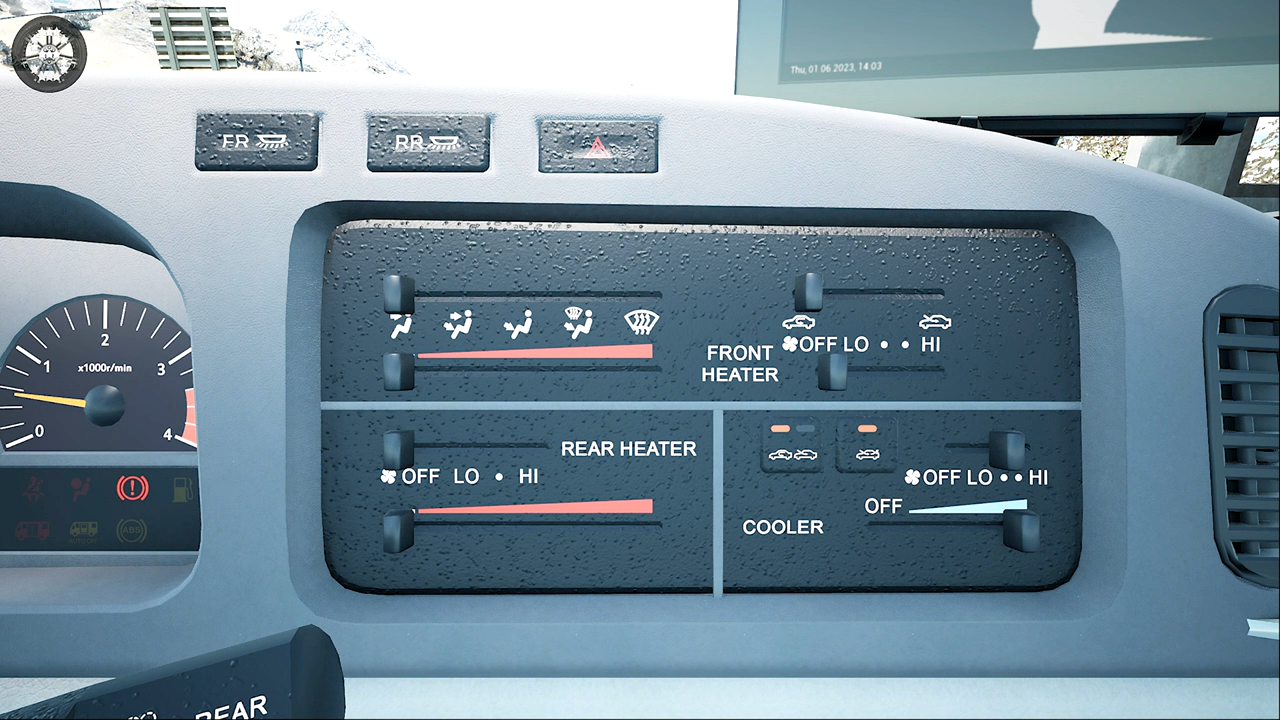 Thu, 01 06 2023, 14:03
FR
RR
OFF LO • • HI
FRONT
HEATER
x1000r/min
0
1
2
3
4
REAR HEATER
OFF LO • HI
OFF LO • • HI
OFF
COOLER
ABS
REAR